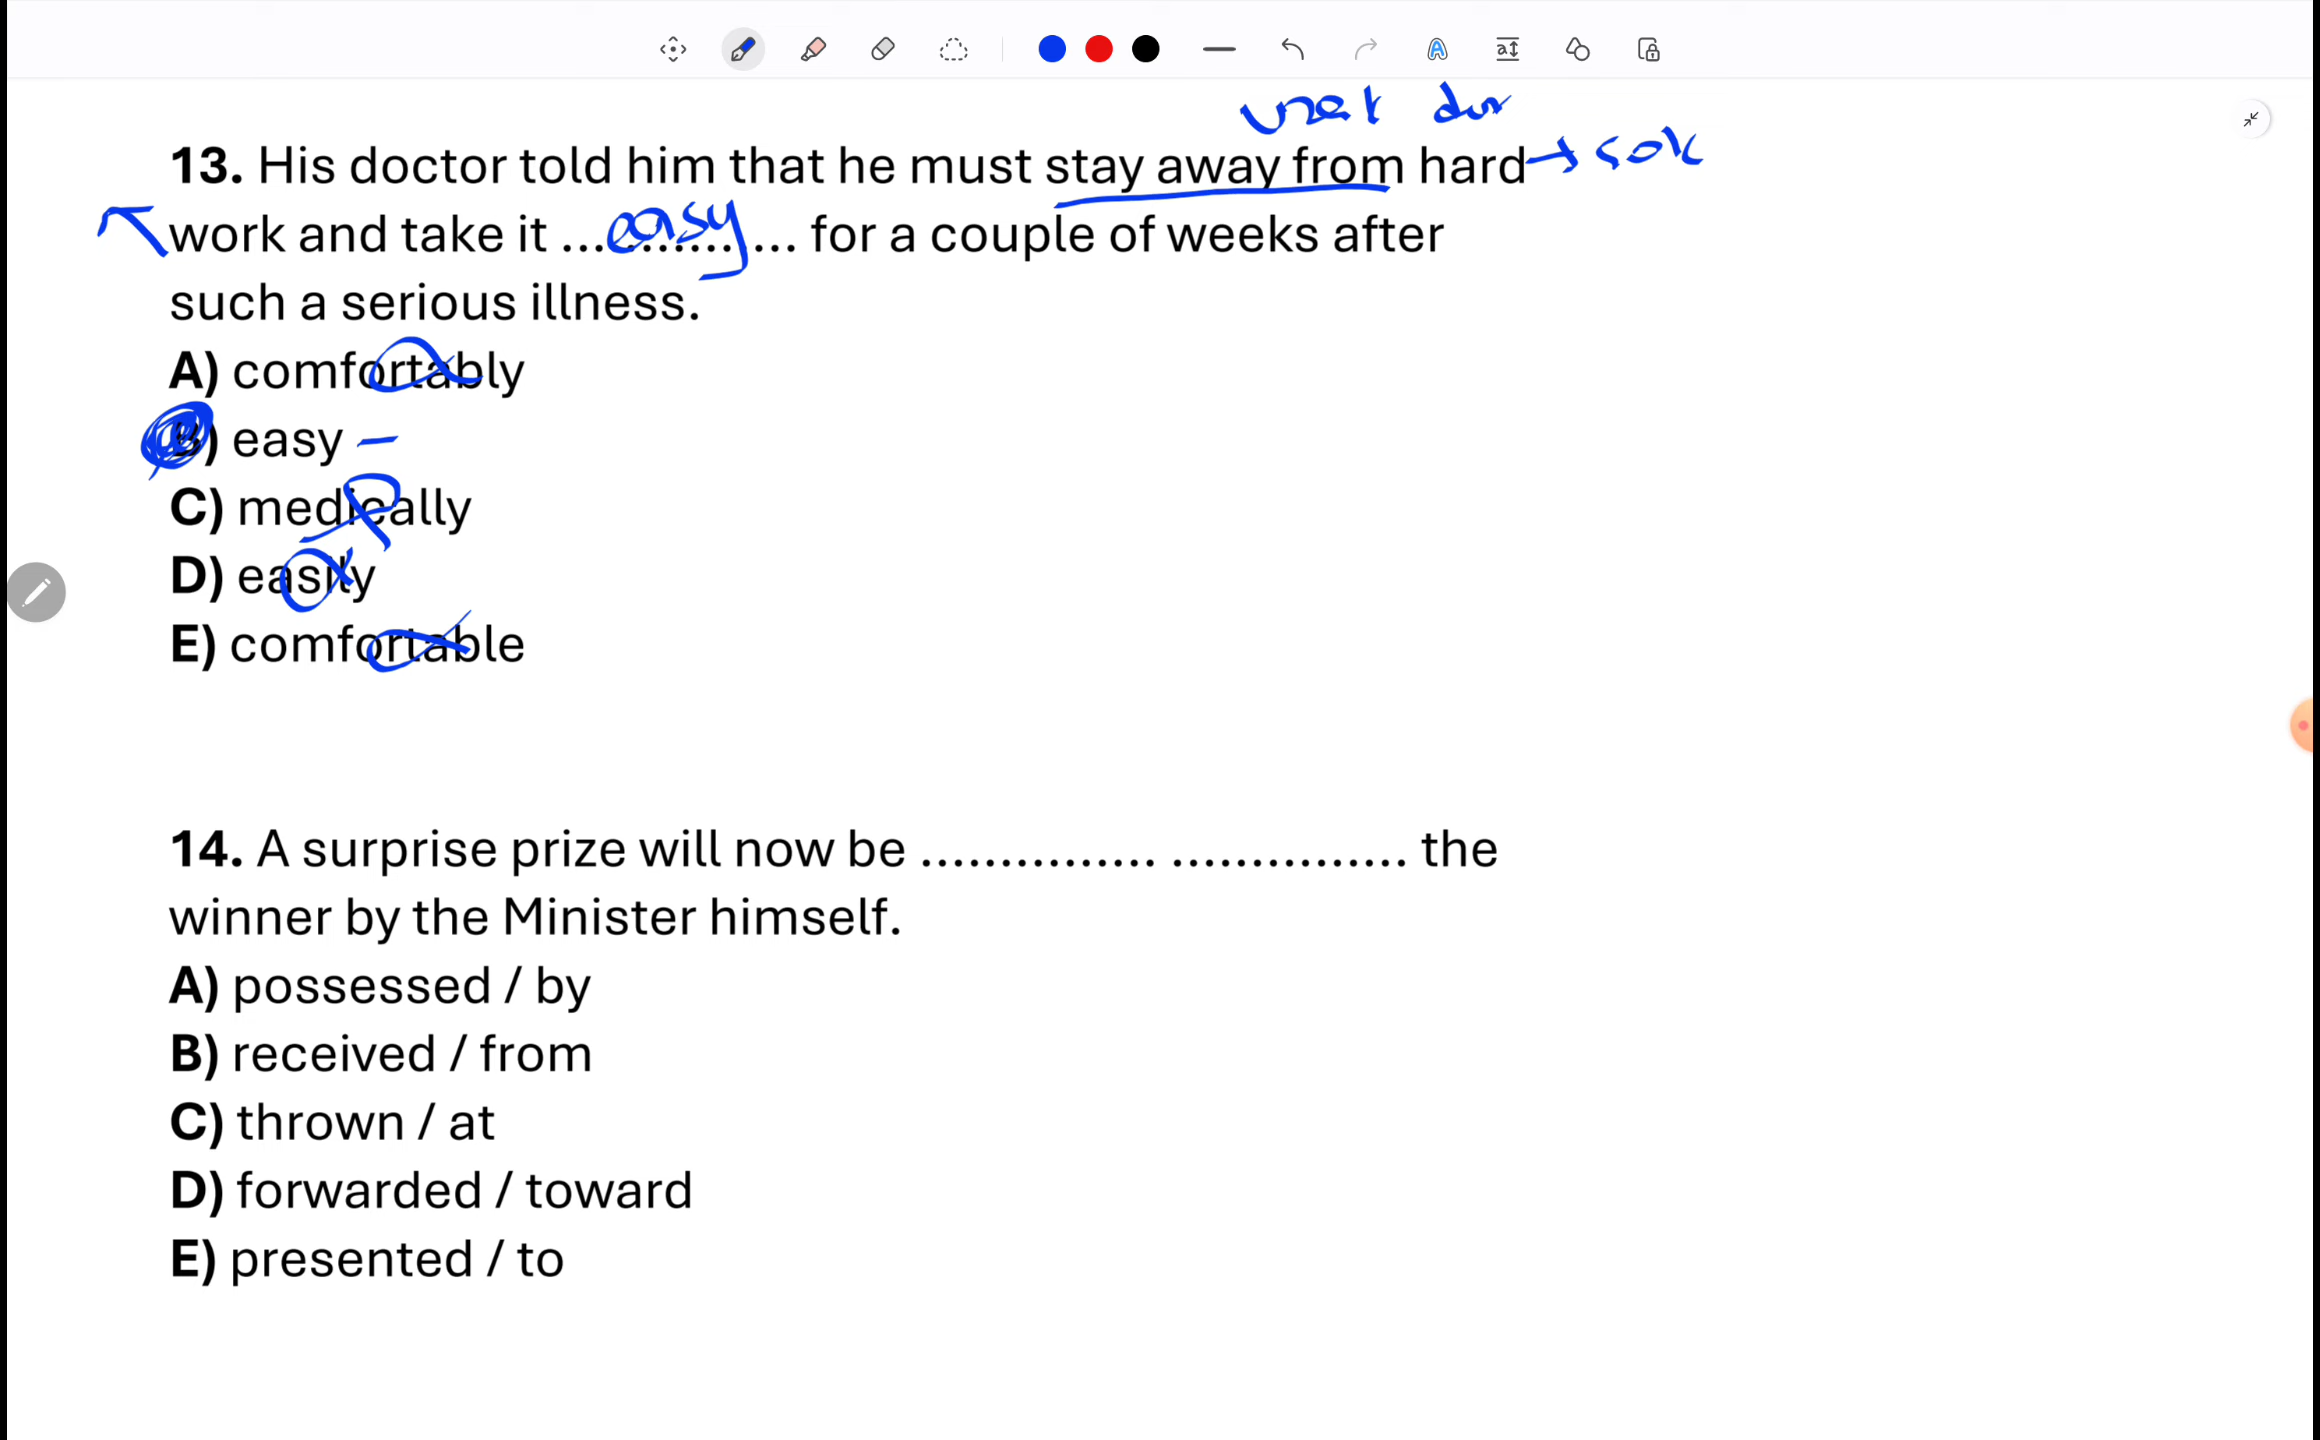 13. His doctor told him that he must stay away from hard
work and take it ...easy... for a couple of weeks after
such a serious illness.
A) comfortably
B) easy
C) medically
D) easily
E) comfortable
14. A surprise prize will now be ............... ............... the
winner by the Minister himself.
A) possessed / by
B) received / from
C) thrown / at
D) forwarded / toward
E) presented / to